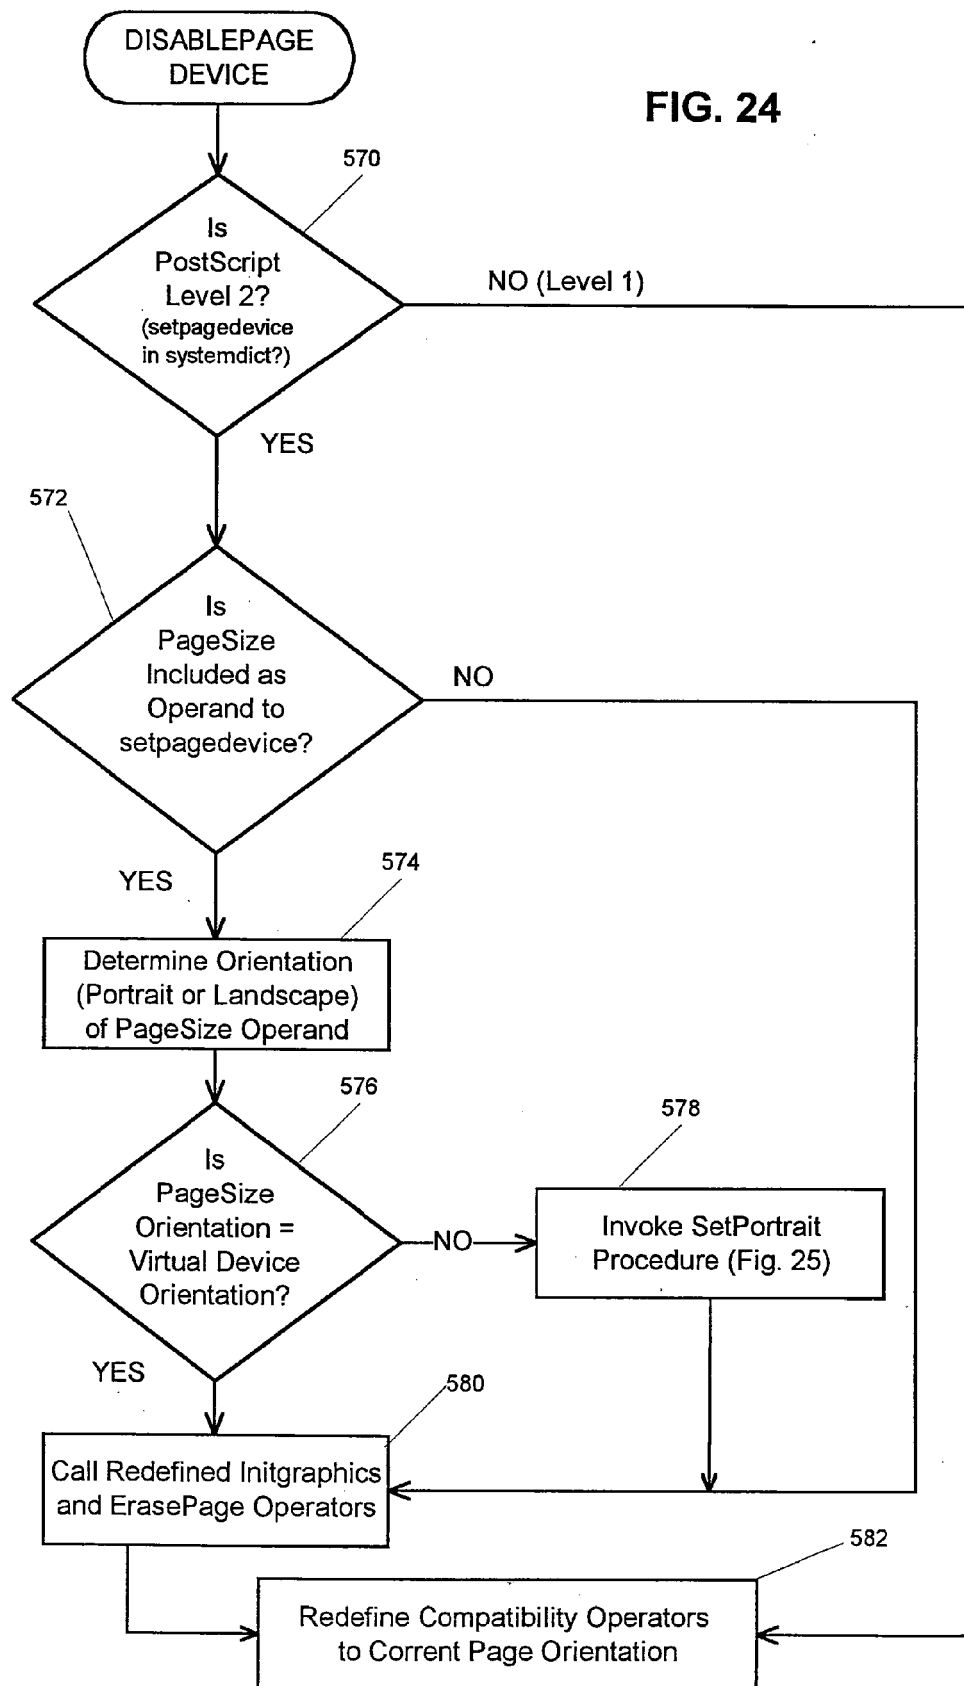 DISABLEPAGE
DEVICE
FIG. 24
570
Is
PostScript
Level 2?
(setpagedevice
in systemdict?)
NO (Level 1)
YES
572
Is
PageSize
Included as
Operand to
setpagedevice?
NO
YES
574
Determine Orientation
(Portrait or Landscape)
of PageSize Operand
576
Is
PageSize
Orientation =
Virtual Device
Orientation?
NO
578
Invoke SetPortrait
Procedure (Fig. 25)
YES
580
Call Redefined Initgraphics
and ErasePage Operators
582
Redefine Compatibility Operators
to Corrent Page Orientation